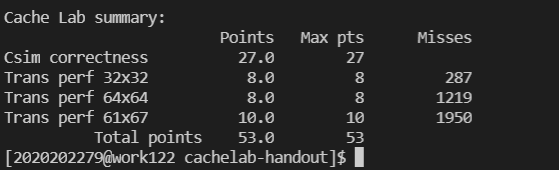 Cache Lab summary:
Points Max pts Misses
Csim correctness 27.0 27
Trans perf 32x32 8.0 8 287
Trans perf 64x64 8.0 8 1219
Trans perf 61x67 10.0 10 1950
Total points 53.0 53
[2020202279@work122 cachelab-handout]$